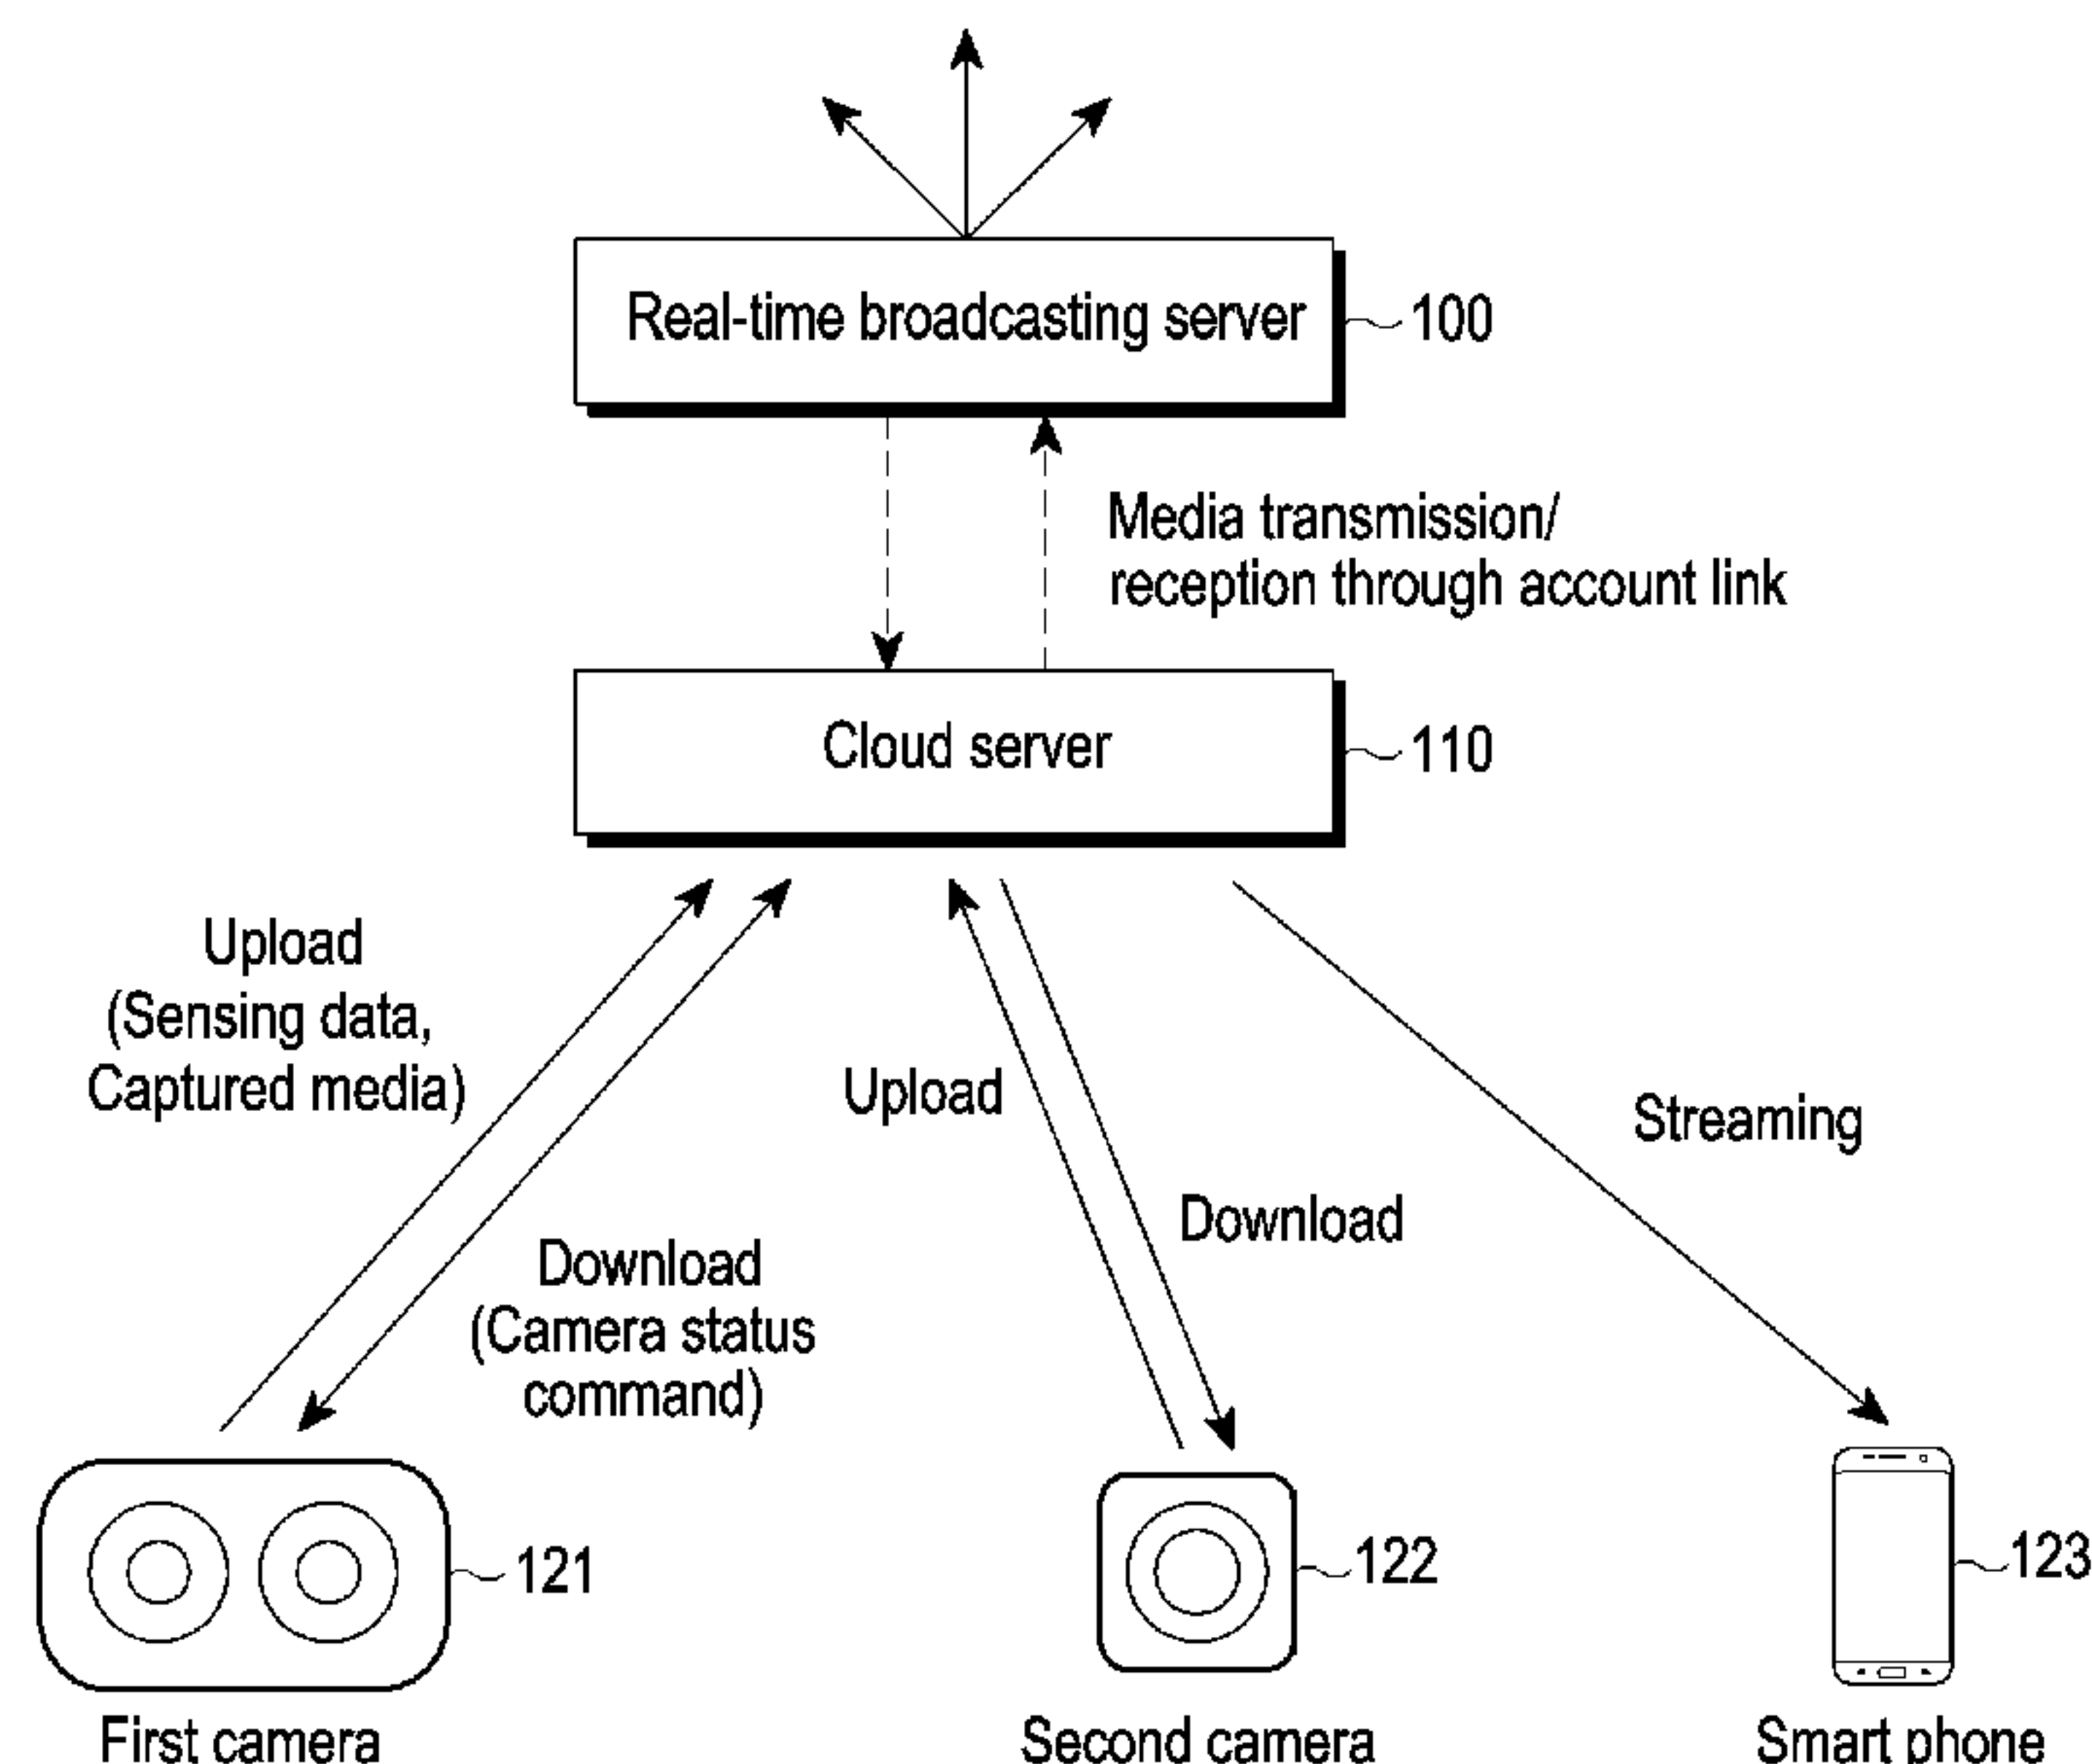 Real-time broadcasting server
100
Media transmission/
reception through account link
Cloud server
110
Upload
(Sensing data,
Captured media)
Upload
Streaming
Download
Download
(Camera status
command)
121
122
123
First camera
Second camera
Smart phone